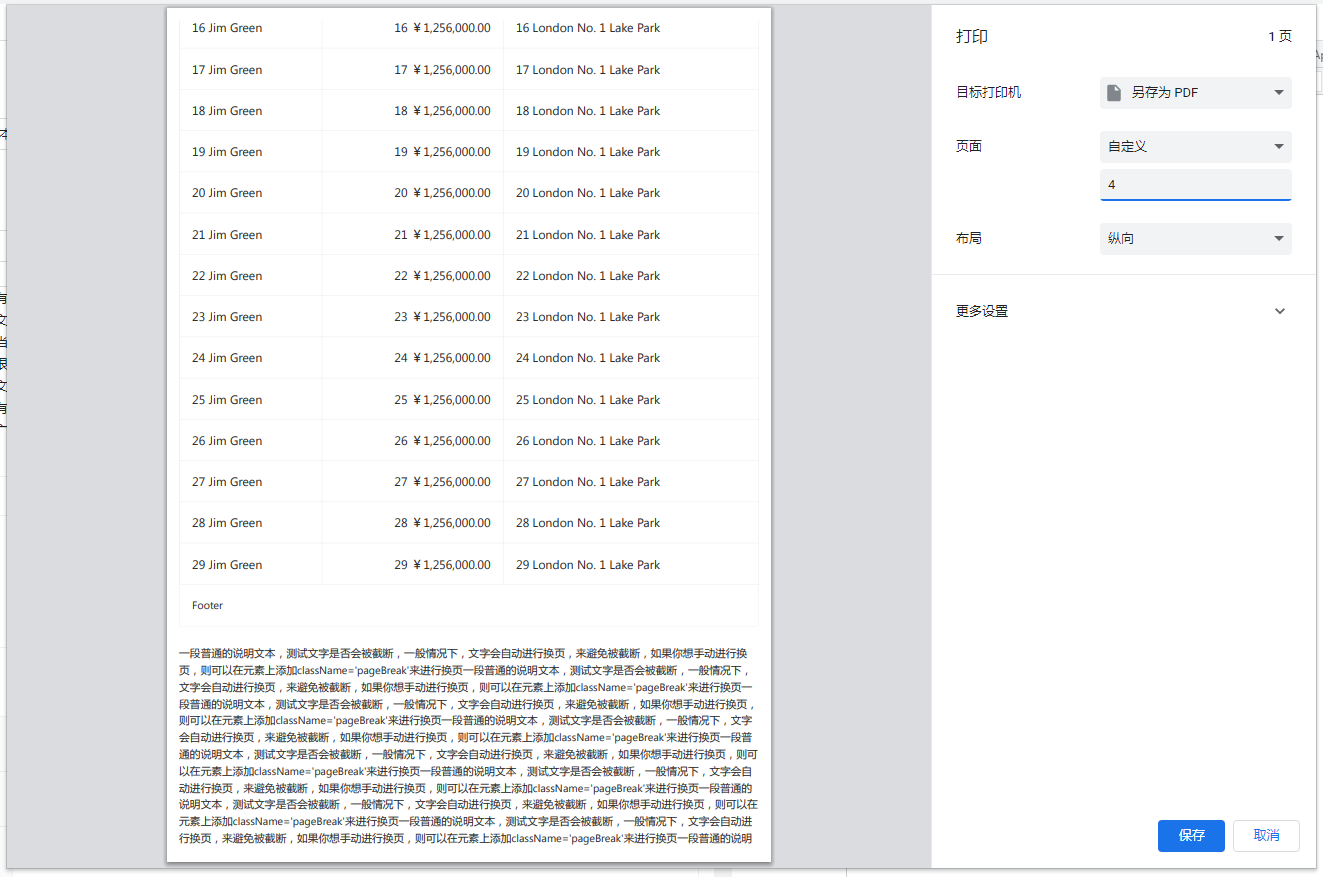 16 Jim Green 16 ¥ 1,256,000.00 16 London No. 1 Lake Park
17 Jim Green 17 ¥ 1,256,000.00 17 London No. 1 Lake Park
18 Jim Green 18 ¥ 1,256,000.00 18 London No. 1 Lake Park
19 Jim Green 19 ¥ 1,256,000.00 19 London No. 1 Lake Park
20 Jim Green 20 ¥ 1,256,000.00 20 London No. 1 Lake Park
21 Jim Green 21 ¥ 1,256,000.00 21 London No. 1 Lake Park
22 Jim Green 22 ¥ 1,256,000.00 22 London No. 1 Lake Park
23 Jim Green 23 ¥ 1,256,000.00 23 London No. 1 Lake Park
24 Jim Green 24 ¥ 1,256,000.00 24 London No. 1 Lake Park
25 Jim Green 25 ¥ 1,256,000.00 25 London No. 1 Lake Park
26 Jim Green 26 ¥ 1,256,000.00 26 London No. 1 Lake Park
27 Jim Green 27 ¥ 1,256,000.00 27 London No. 1 Lake Park
28 Jim Green 28 ¥ 1,256,000.00 28 London No. 1 Lake Park
29 Jim Green 29 ¥ 1,256,000.00 29 London No. 1 Lake Park
Footer
一段普通的说明文本，测试文字是否会被截断，一般情况下，文字会自动进行换页，来避免被截断，如果你想手动进行换
页，则可以在元素上添加className='pageBreak'来进行换页一段普通的说明文本，测试文字是否会被截断，一般情况下，
文字会自动进行换页，来避免被截断，如果你想手动进行换页，则可以在元素上添加className='pageBreak'来进行换页一
段普通的说明文本，测试文字是否会被截断，一般情况下，文字会自动进行换页，来避免被截断，如果你想手动进行换页，
则可以在元素上添加className='pageBreak'来进行换页一段普通的说明文本，测试文字是否会被截断，一般情况下，文字
会自动进行换页，来避免被截断，如果你想手动进行换页，则可以在元素上添加className='pageBreak'来进行换页一段普
通的说明文本，测试文字是否会被截断，一般情况下，文字会自动进行换页，来避免被截断，如果你想手动进行换页，则可
以在元素上添加className='pageBreak'来进行换页一段普通的说明文本，测试文字是否会被截断，一般情况下，文字会自
动进行换页，来避免被截断，如果你想手动进行换页，则可以在元素上添加className='pageBreak'来进行换页一段普通的
说明文本，测试文字是否会被截断，一般情况下，文字会自动进行换页，来避免被截断，如果你想手动进行换页，则可以在
元素上添加className='pageBreak'来进行换页一段普通的说明文本，测试文字是否会被截断，一般情况下，文字会自动进
行换页，来避免被截断，如果你想手动进行换页，则可以在元素上添加className='pageBreak'来进行换页一段普通的说明
打印 1 页
目标打印机 另存为 PDF
页面 自定义
4
布局 纵向
更多设置
保存 取消